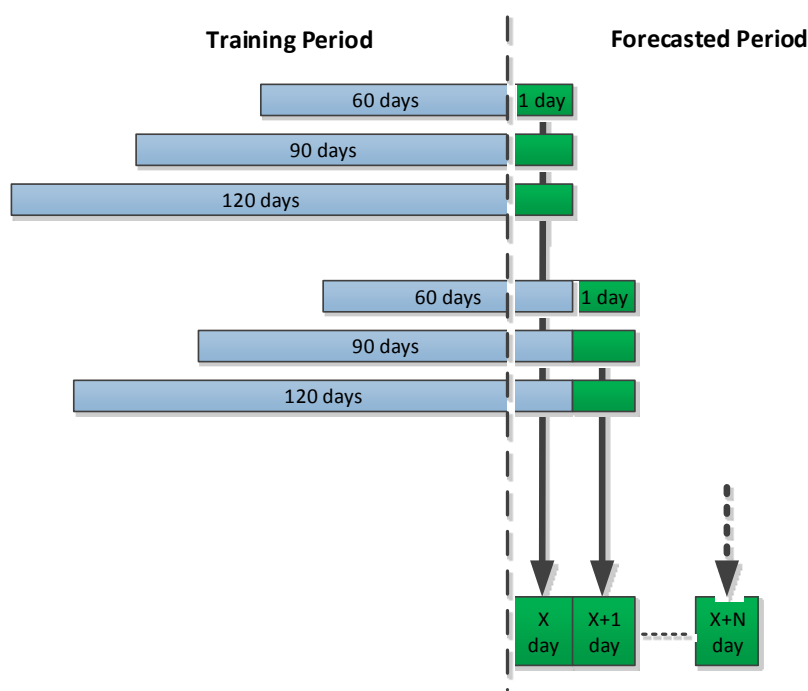 Training Period
Forecasted Period
60 days
1 day
90 days
120 days
60 days
1 day
90 days
120 days
X
day
X+1
day
X+N
day